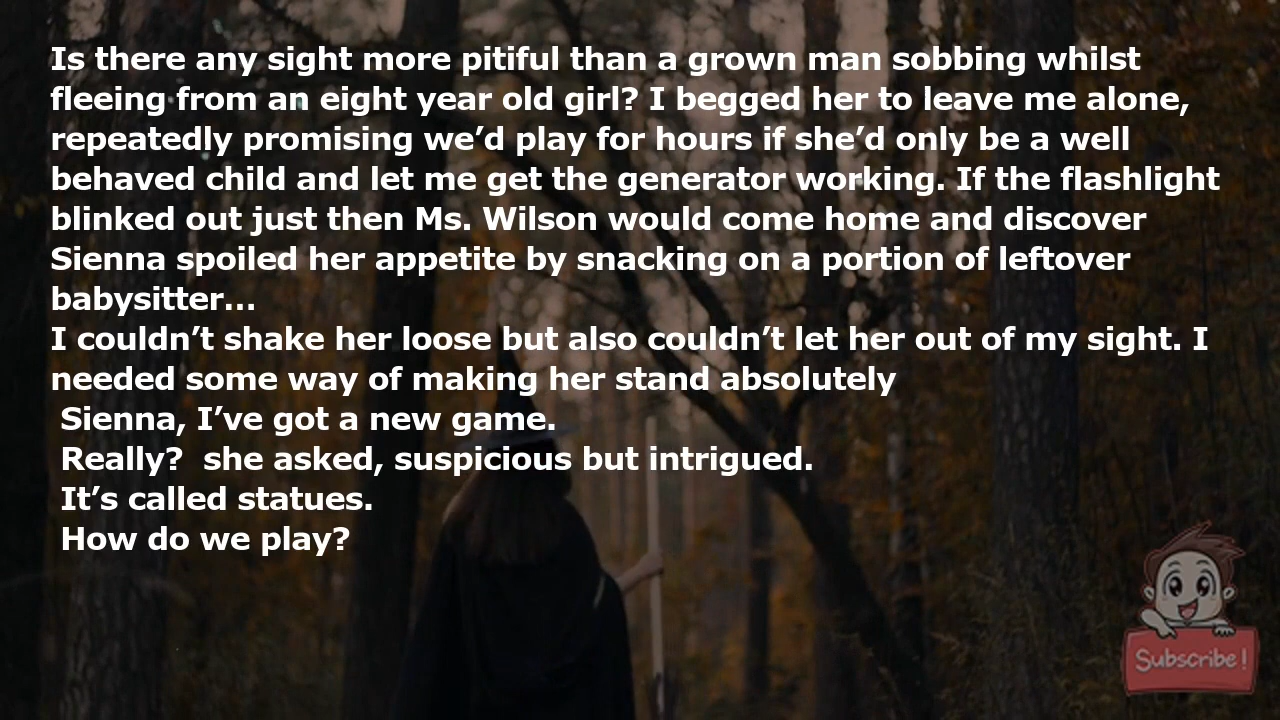 Is there any sight more pitiful than a grown man sobbing whilst
fleeing from an eight year old girl? I begged her to leave me alone,
repeatedly promising we’d play for hours if she’d only be a well
behaved child and let me get the generator working. If the flashlight
blinked out just then Ms. Wilson would come home and discover
Sienna spoiled her appetite by snacking on a portion of leftover
babysitter…
I couldn’t shake her loose but also couldn’t let her out of my sight. I
needed some way of making her stand absolutely
Sienna, I’ve got a new game.
Really?  she asked, suspicious but intrigued.
It’s called statues.
How do we play?
Subscribe!